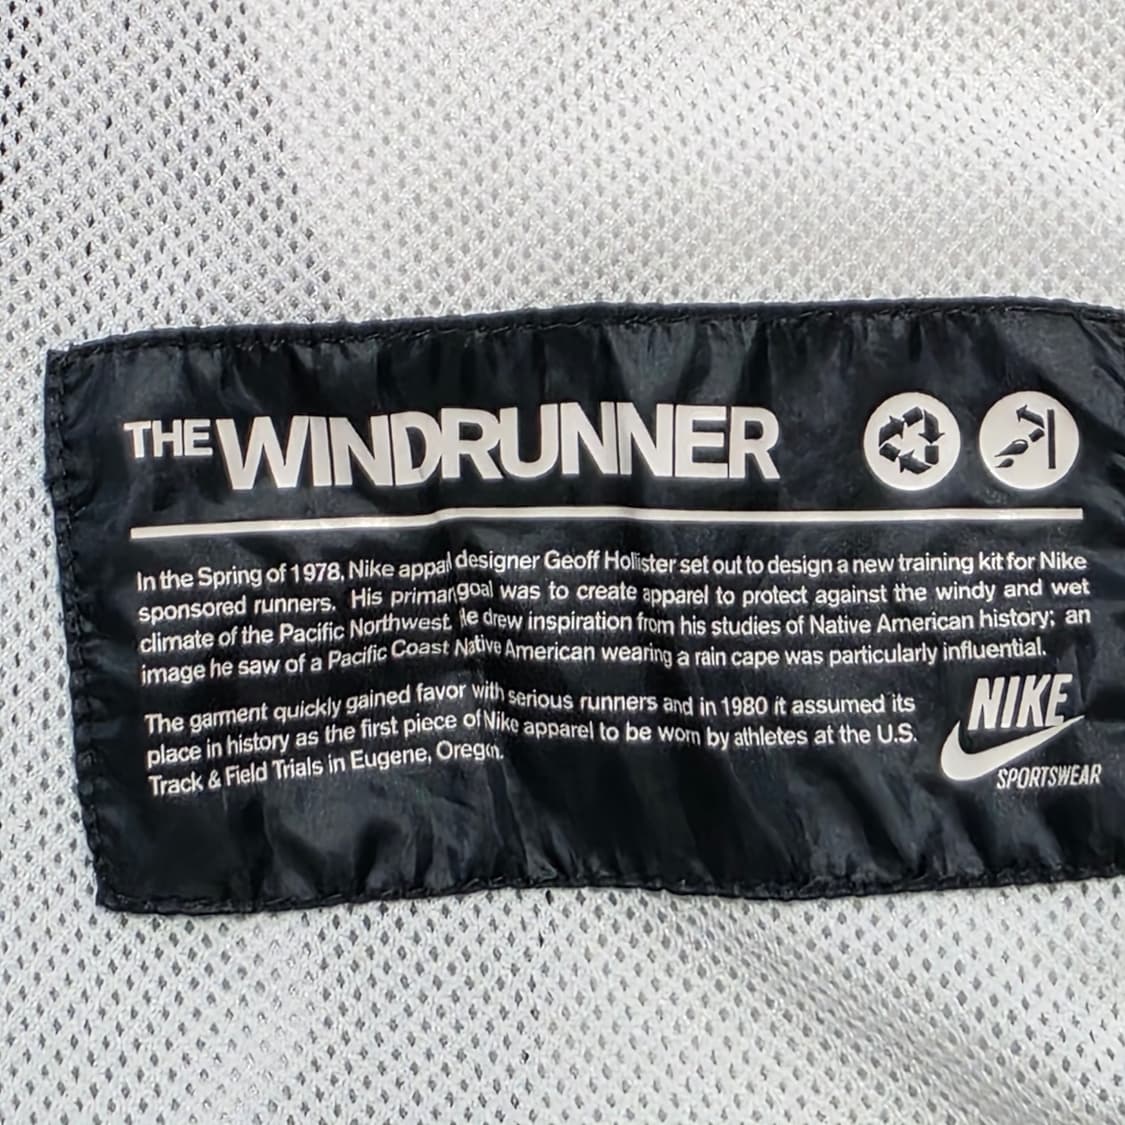 THE WINDRUNNER
In the Spring of 1978, Nike apparel designer Geoff Hollister set out to design a new training kit for Nike
sponsored runners. His primary goal was to create apparel to protect against the windy and wet
climate of the Pacific Northwest. He drew inspiration from his studies of Native American history; an
image he saw of a Pacific Coast Native American wearing a rain cape was particularly influential.
The garment quickly gained favor with serious runners and in 1980 it assumed its
place in history as the first piece of Nike apparel to be worn by athletes at the U.S.
Track & Field Trials in Eugene, Oregon.
NIKE
SPORTSWEAR